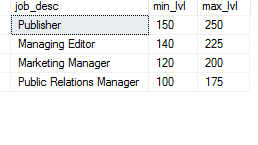 job_desc min_lvl max_lvl
Publisher 150 250
Managing Editor 140 225
Marketing Manager 120 200
Public Relations Manager 100 175